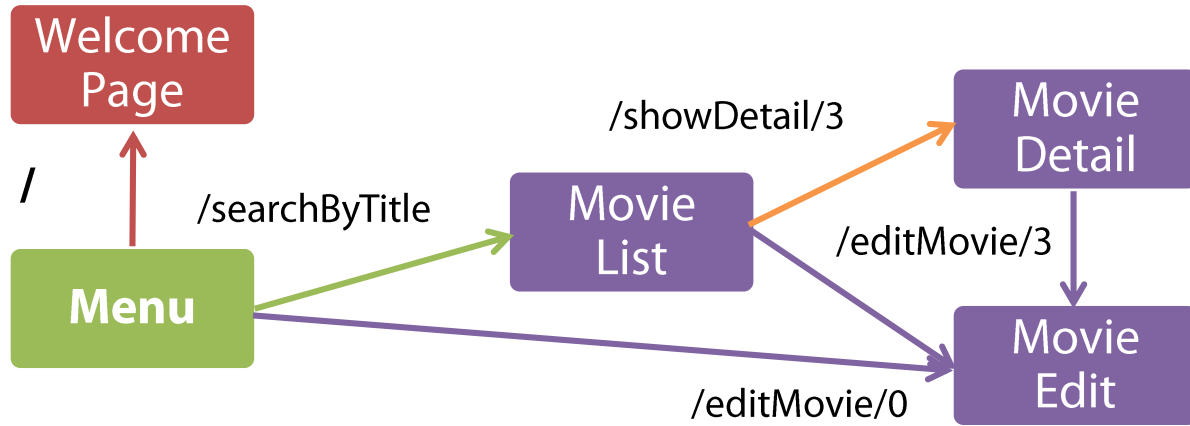 Welcome
Page
/
/searchByTitle
Menu
Movie
List
/showDetail/3
Movie
Detail
/editMovie/3
/editMovie/0
Movie
Edit